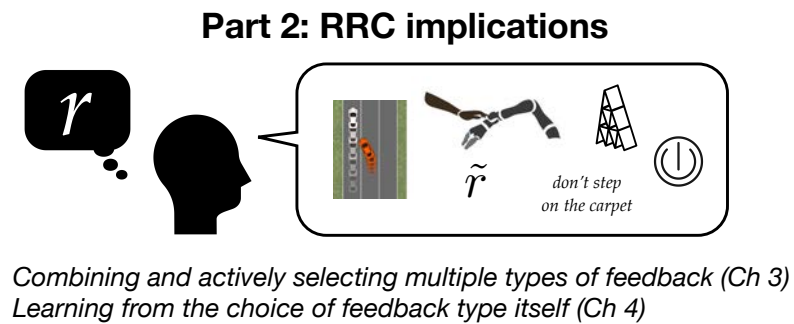 Part 2: RRC implications
r
r̃
don't step
on the carpet
Combining and actively selecting multiple types of feedback (Ch 3)
Learning from the choice of feedback type itself (Ch 4)